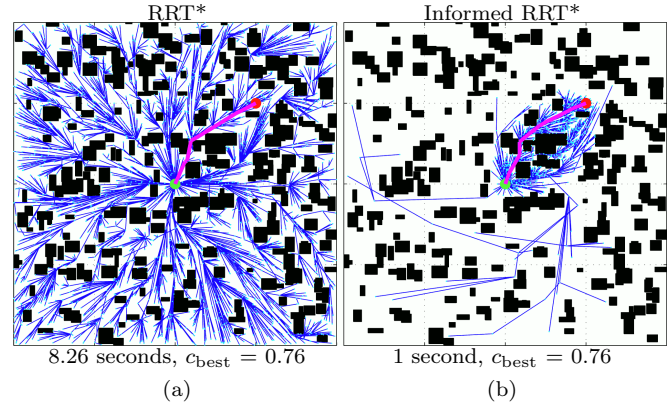 RRT* Informed RRT*
8.26 seconds, c_best = 0.76 1 second, c_best = 0.76
(a) (b)